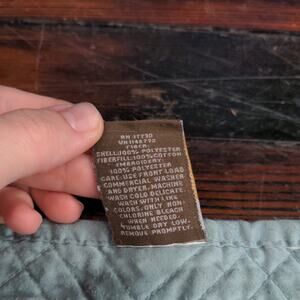 RN 17730
FIBER:
SHELL:100% POLYESTER
FIBERFILL:100%COTTON
EMBROIDERY:
100% POLYESTER
CARE:USE FRONT LOAD
COMMERCIAL WASHER
AND DRYER, MACHINE
WASH COLD DELICATE.
WASH WITH LIKE
COLORS, ONLY NON-
CHLORINE BLEACH
WHEN NEEDED.
TUMBLE DRY LOW.
REMOVE PROMPTLY.